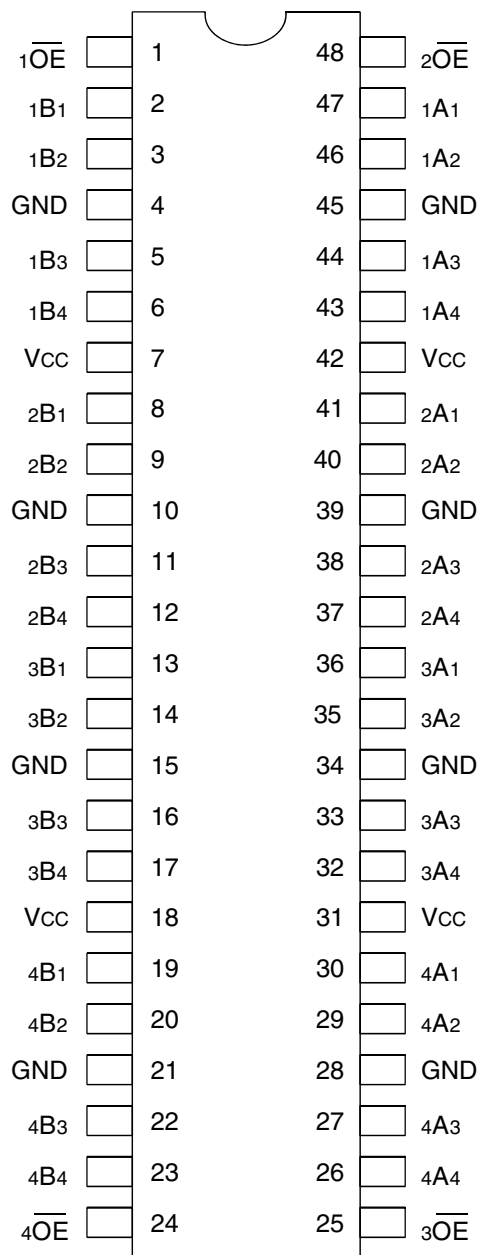 1OE 1 48 2OE
1B1 2 47 1A1
1B2 3 46 1A2
GND 4 45 GND
1B3 5 44 1A3
1B4 6 43 1A4
VCC 7 42 VCC
2B1 8 41 2A1
2B2 9 40 2A2
GND 10 39 GND
2B3 11 38 2A3
2B4 12 37 2A4
3B1 13 36 3A1
3B2 14 35 3A2
GND 15 34 GND
3B3 16 33 3A3
3B4 17 32 3A4
VCC 18 31 VCC
4B1 19 30 4A1
4B2 20 29 4A2
GND 21 28 GND
4B3 22 27 4A3
4B4 23 26 4A4
4OE 24 25 3OE